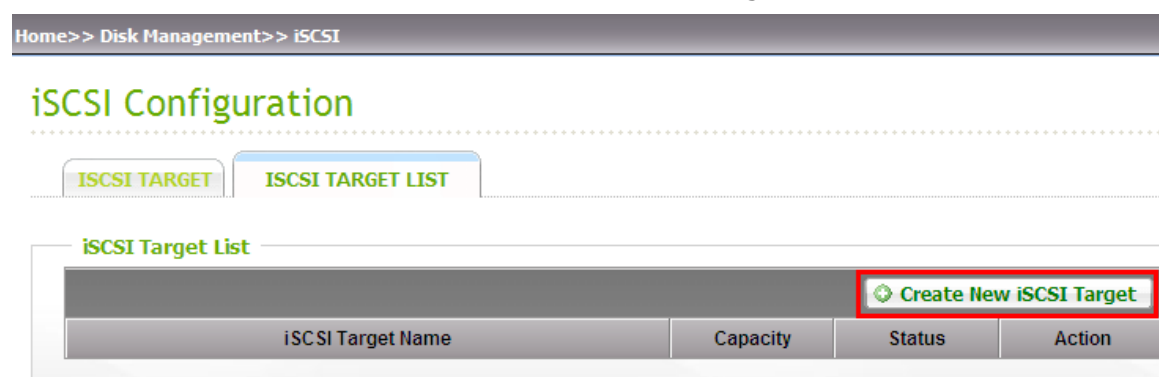 Home>> Disk Management>> iSCSI
iSCSI Configuration
ISCSI TARGET ISCSI TARGET LIST
iSCSI Target List
Create New iSCSI Target
iSCSI Target Name Capacity Status Action